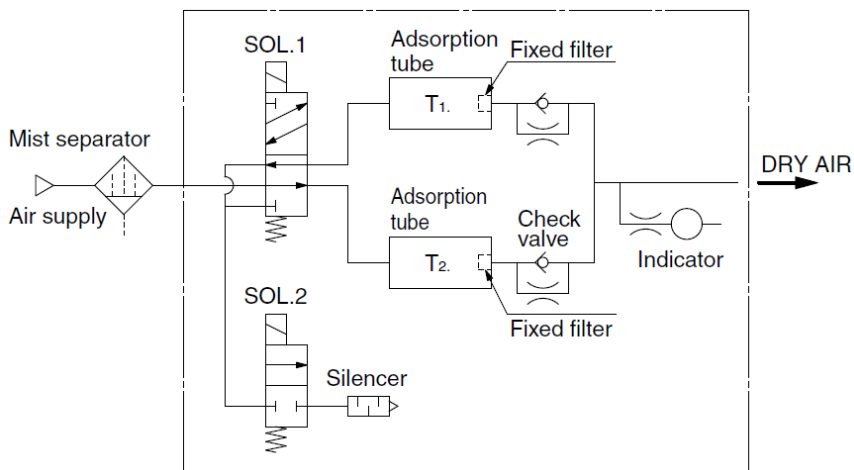 SOL.1
Adsorption
tube
Fixed filter
T1.
Mist separator
Air supply
DRY AIR
Adsorption
tube
Check
valve
T2.
Indicator
SOL.2
Fixed filter
Silencer